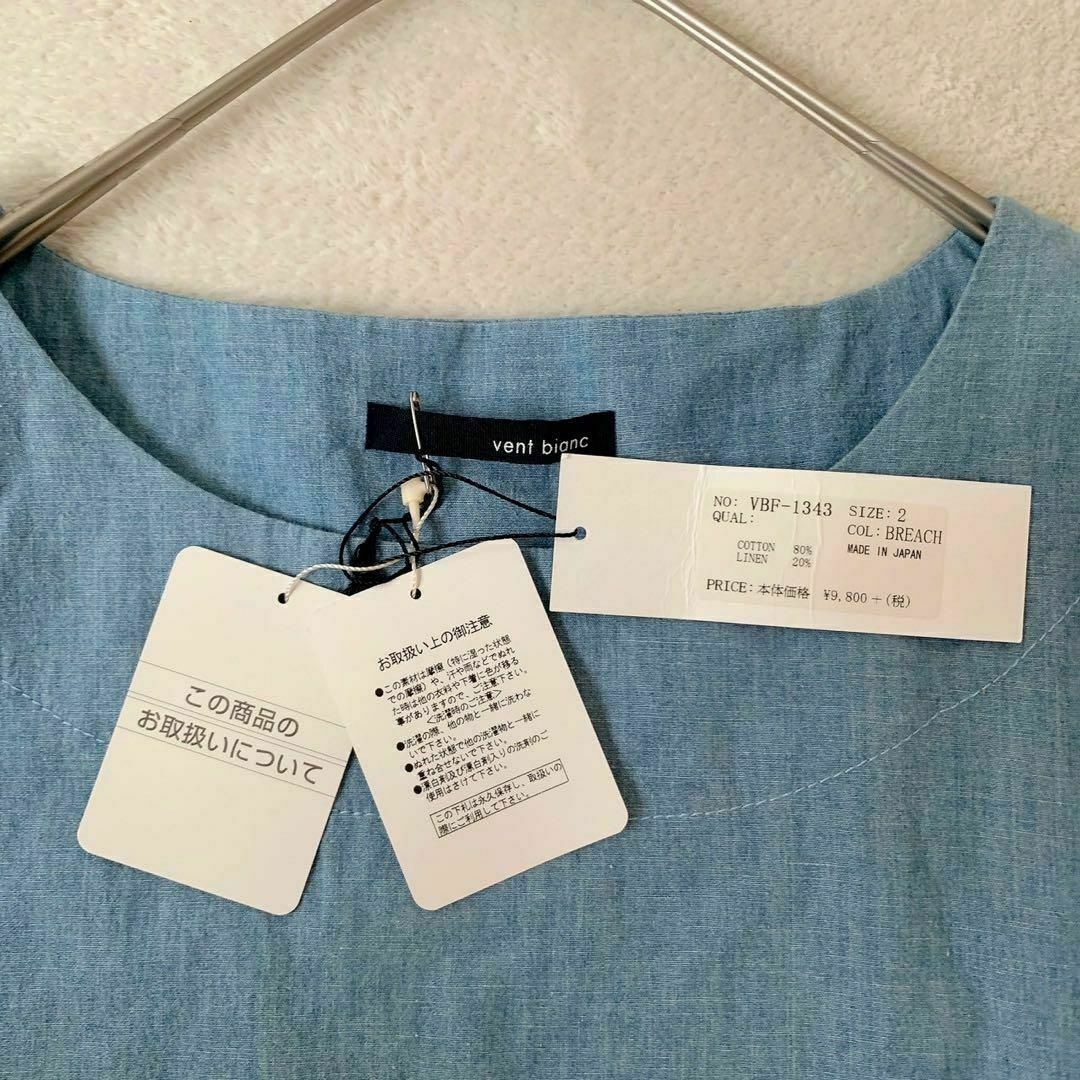 vent blanc
NO: VBF-1343 SIZE: 2
QUAL: COL: BREACH
COTTON 80% MADE IN JAPAN
LINEN 20%
PRICE: 本体価格 ¥9,800+(税)
この商品の
お取扱いについて
お取扱い上の御注意
●この素材は摩擦(特に湿った状態
での摩擦)や、汗や雨などでぬれ
た時は他の衣料や下着に色が移る
事がありますので、ご注意下さい。
<洗濯時のご注意>
●洗濯の際、他の物と一緒に洗わな
いで下さい。
●ぬれた状態で他の洗濯物と一緒に
重ね合せないで下さい。
●漂白剤及び漂白剤入りの洗剤のご
使用はさけて下さい。
この下札は永久保存し、取扱いの
際にご利用して下さい。